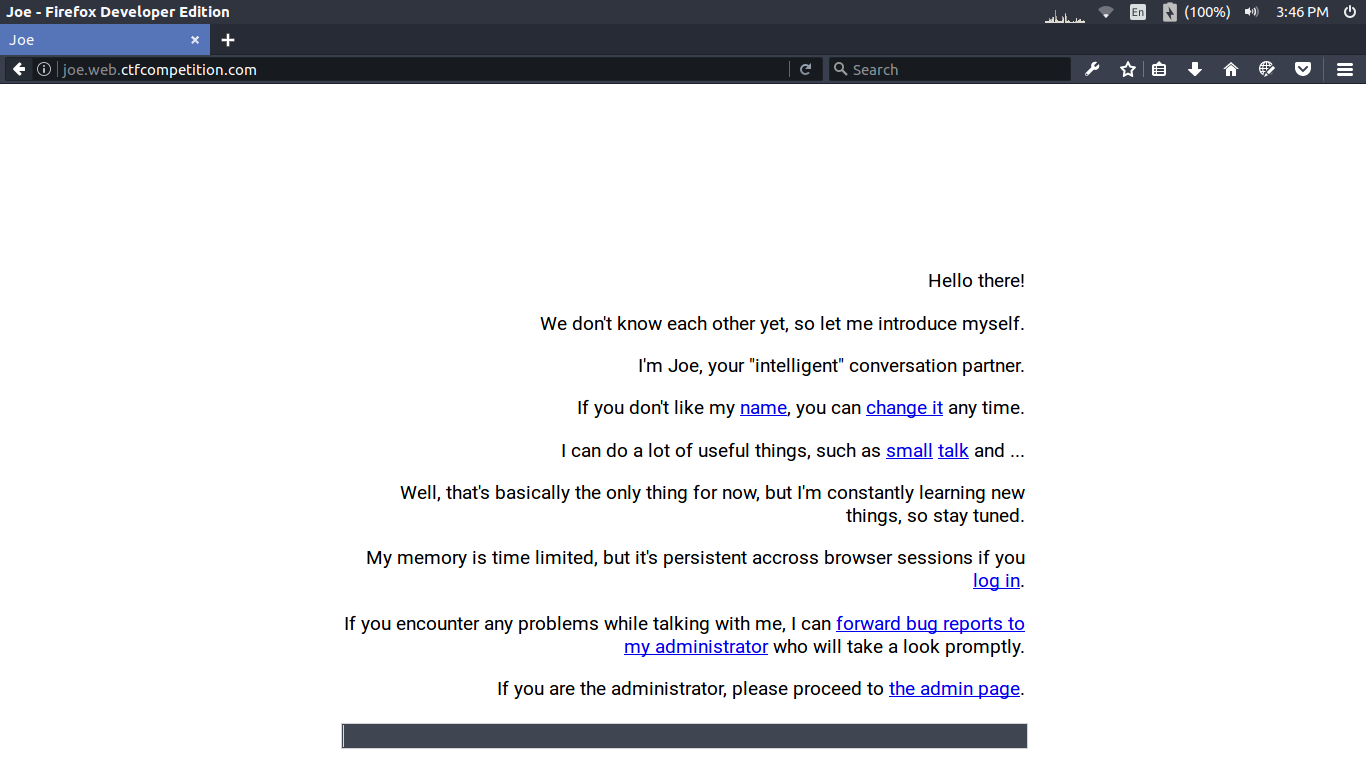 Joe - Firefox Developer Edition
En
(100%)
3:46 PM
Joe
joe.web.ctfcompetition.com
Search
Hello there!
We don't know each other yet, so let me introduce myself.
I'm Joe, your "intelligent" conversation partner.
If you don't like my name, you can change it any time.
I can do a lot of useful things, such as small talk and ...
Well, that's basically the only thing for now, but I'm constantly learning new
things, so stay tuned.
My memory is time limited, but it's persistent accross browser sessions if you
log in.
If you encounter any problems while talking with me, I can forward bug reports to
my administrator who will take a look promptly.
If you are the administrator, please proceed to the admin page.